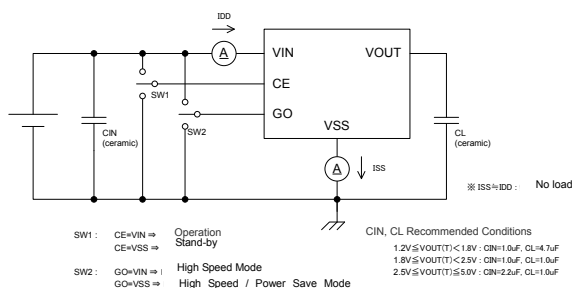 IDD
A
VIN
VOUT
CE
SW1
GO
CIN
(ceramic)
SW2
VSS
CL
(ceramic)
A
ISS
※ ISS≒IDD : No load
SW1 : CE=VIN ⇒ Operation
CE=VSS ⇒ Stand-by
SW2 : GO=VIN ⇒ High Speed Mode
GO=VSS ⇒ High Speed / Power Save Mode
CIN, CL Recommended Conditions
1.2V≦VOUT(T)<1.8V : CIN=1.0uF, CL=4.7uF
1.8V≦VOUT(T)<2.5V : CIN=1.0uF, CL=1.0uF
2.5V≦VOUT(T)≦5.0V : CIN=2.2uF, CL=1.0uF